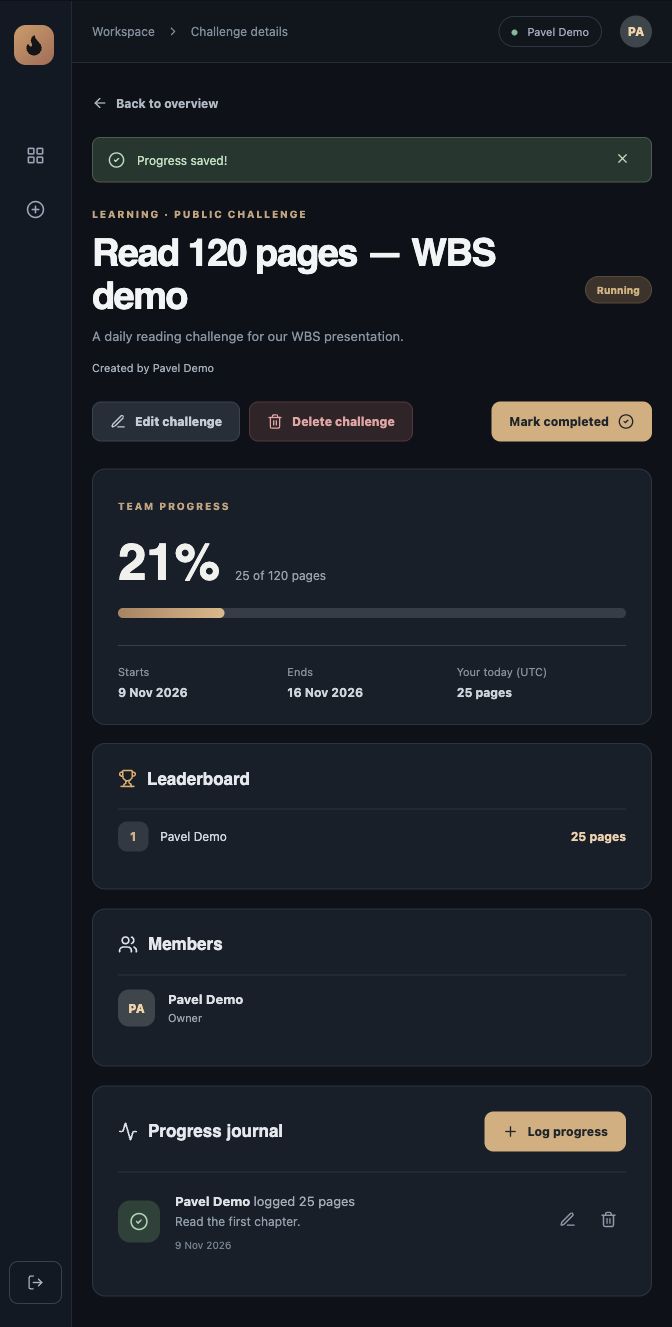 Workspace > Challenge details
Pavel Demo
PA
Back to overview
Progress saved!
LEARNING · PUBLIC CHALLENGE
Read 120 pages — WBS
demo
Running
A daily reading challenge for our WBS presentation.
Created by Pavel Demo
Edit challenge
Delete challenge
Mark completed
TEAM PROGRESS
21% 25 of 120 pages
Starts
9 Nov 2026
Ends
16 Nov 2026
Your today (UTC)
25 pages
Leaderboard
1 Pavel Demo 25 pages
Members
PA
Pavel Demo
Owner
Progress journal
Log progress
Pavel Demo logged 25 pages
Read the first chapter.
9 Nov 2026